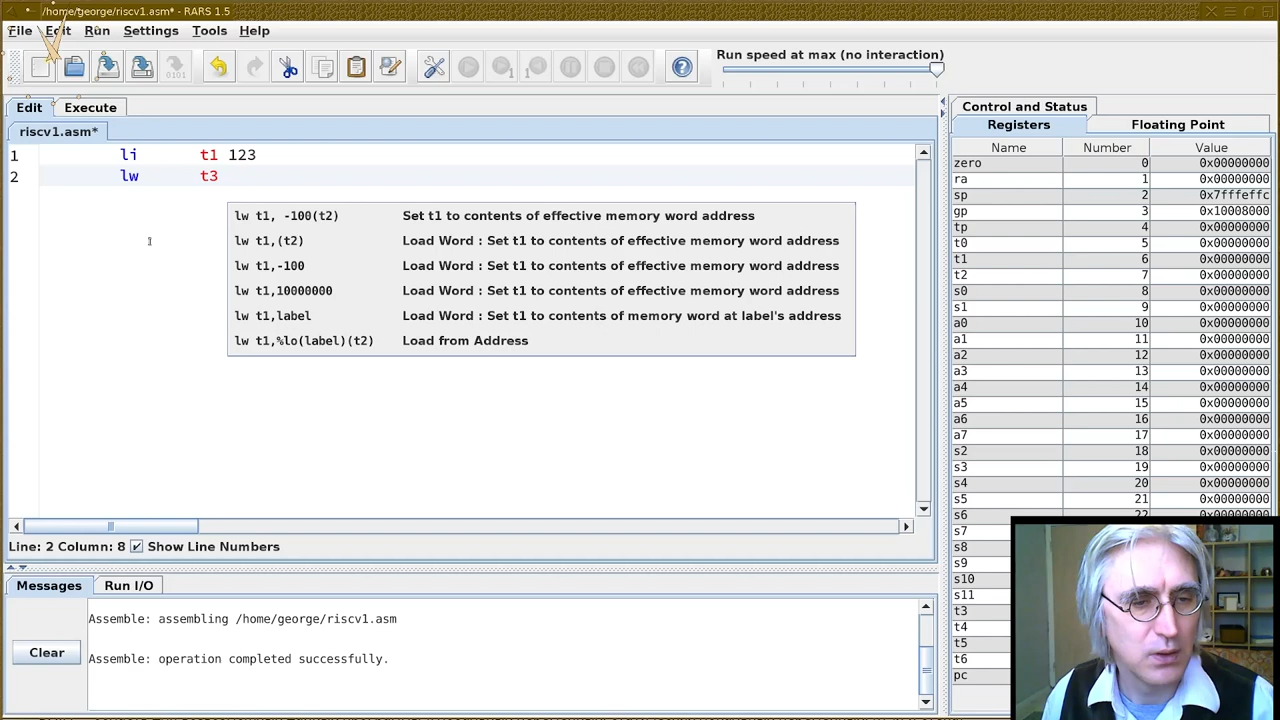 /home/george/riscv1.asm* - RARS 1.5
File Edit Run Settings Tools Help
Run speed at max (no interaction)
Edit Execute
riscv1.asm*
1 li t1 123
2 lw t3
lw t1, -100(t2) Set t1 to contents of effective memory word address
lw t1,(t2) Load Word : Set t1 to contents of effective memory word address
lw t1,-100 Load Word : Set t1 to contents of effective memory word address
lw t1,10000000 Load Word : Set t1 to contents of effective memory word address
lw t1,label Load Word : Set t1 to contents of memory word at label's address
lw t1,%lo(label)(t2) Load from Address
Line: 2 Column: 8 Show Line Numbers
Messages Run I/O
Assemble: assembling /home/george/riscv1.asm
Assemble: operation completed successfully.
Clear
Control and Status
Registers Floating Point
Name Number Value
zero 0 0x00000000
ra 1 0x00000000
sp 2 0x7fffeffc
gp 3 0x10008000
tp 4 0x00000000
t0 5 0x00000000
t1 6 0x00000000
t2 7 0x00000000
s0 8 0x00000000
s1 9 0x00000000
a0 10 0x00000000
a1 11 0x00000000
a2 12 0x00000000
a3 13 0x00000000
a4 14 0x00000000
a5 15 0x00000000
a6 16 0x00000000
a7 17 0x00000000
s2 18 0x00000000
s3 19 0x00000000
s4 20 0x00000000
s5 21 0x00000000
s6 22 0x00000000
s7
s8
s9
s10
s11
t3
t4
t5
t6
pc